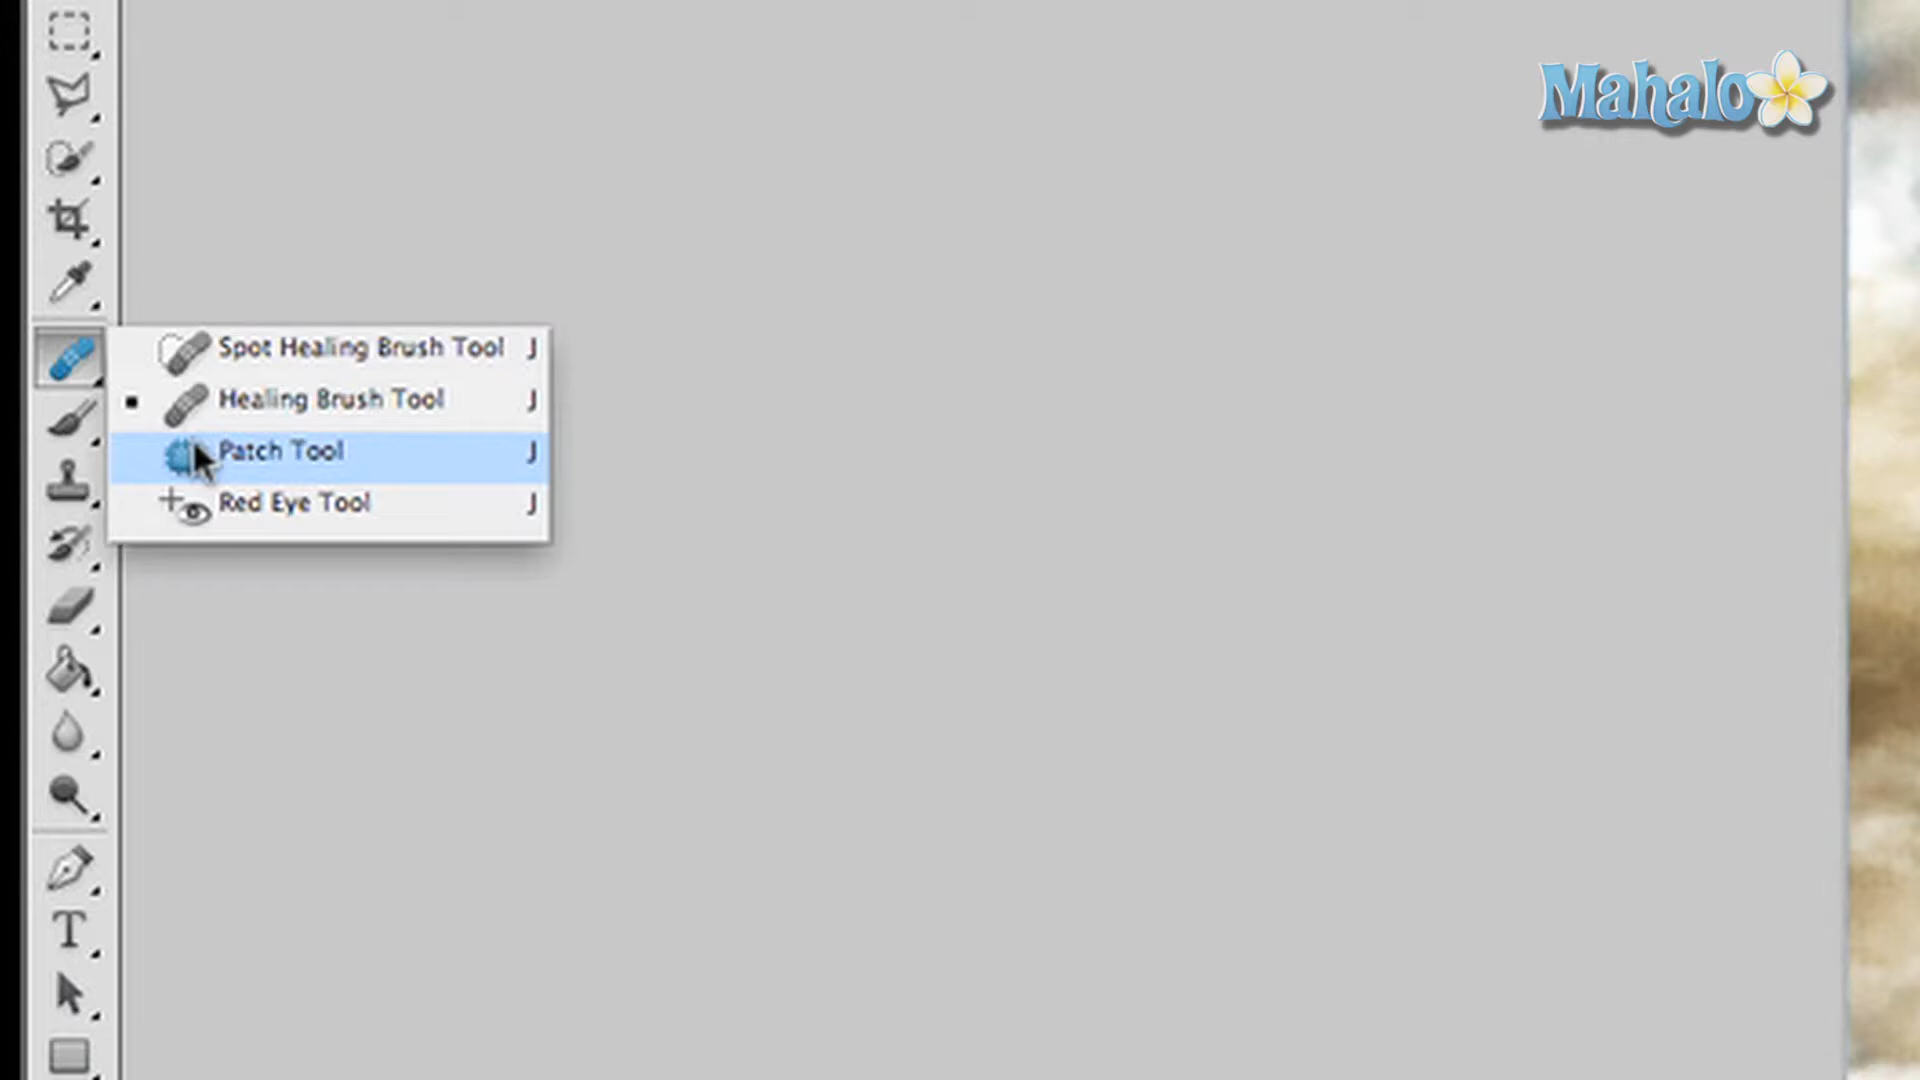 Mahalo
Spot Healing Brush Tool J
Healing Brush Tool J
Patch Tool J
Red Eye Tool J
T